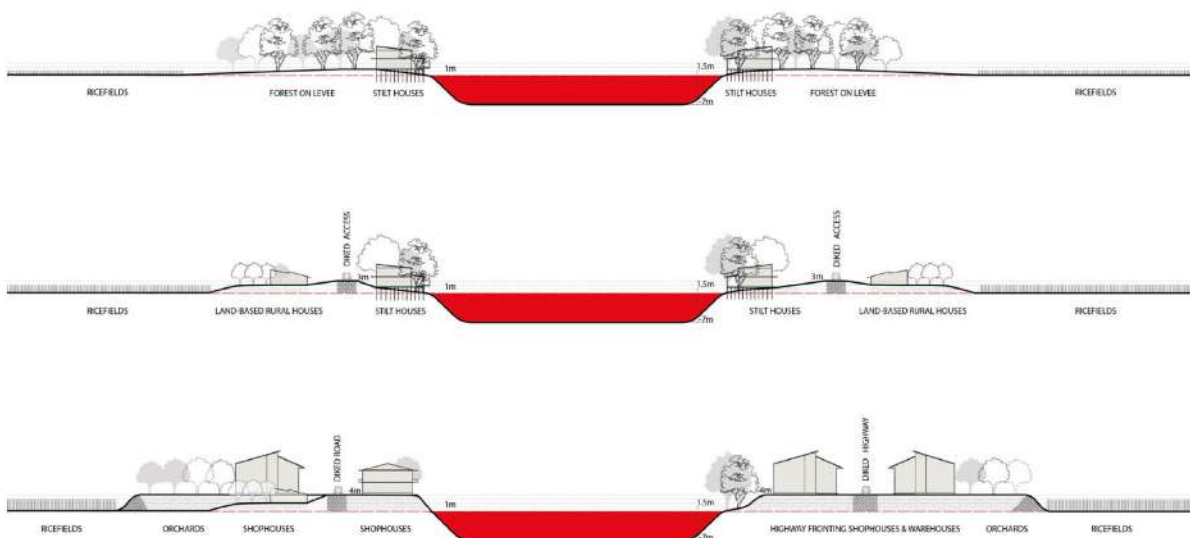 1m
1.5m
-7m
RICEFIELDS FOREST ON LEVEE STILT HOUSES STILT HOUSES FOREST ON LEVEE RICEFIELDS
DIKED ACCESS
DIKED ACCESS
3m
1m
1.5m
3m
-7m
RICEFIELDS LAND-BASED RURAL HOUSES STILT HOUSES STILT HOUSES LAND-BASED RURAL HOUSES RICEFIELDS
DIKED ROAD
DIKED HIGHWAY
4m
1m
1.5m
4m
-7m
RICEFIELDS ORCHARDS SHOPHOUSES SHOPHOUSES HIGHWAY FRONTING SHOPHOUSES & WAREHOUSES ORCHARDS RICEFIELDS